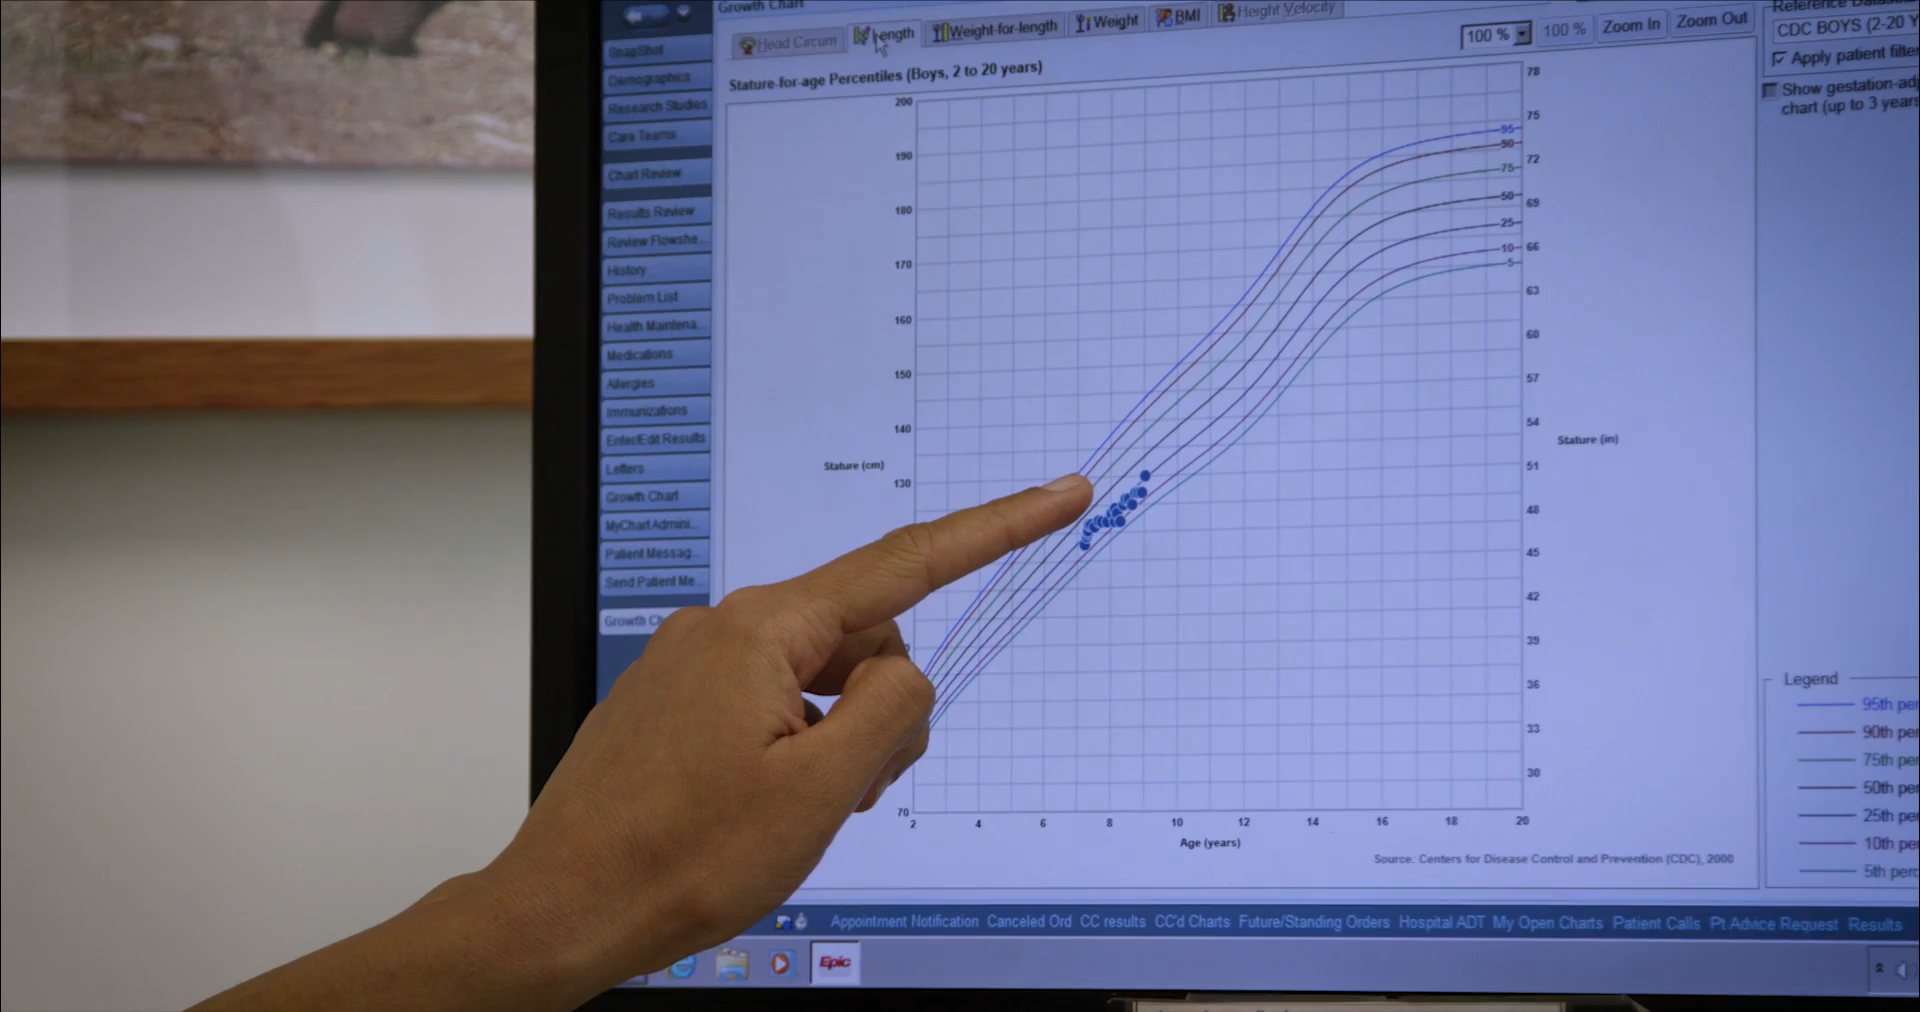 Growth Chart
Head Circum
Length
Weight-for-length
Weight
BMI
Height Velocity
100 %
100 %
Zoom In
Zoom Out
CDC BOYS (2-20 Y
Apply patient filte
Show gestation-adj
chart (up to 3 years
SnapShot
Demographics
Research Studies
Care Teams
Chart Review
Results Review
Review Flowshe...
History
Problem List
Health Maintena...
Medications
Allergies
Immunizations
Enter/Edit Results
Letters
Growth Chart
MyChart Admini...
Patient Messag...
Send Patient Me...
Growth Ch
Stature-for-age Percentiles (Boys, 2 to 20 years)
200
190
180
170
160
150
140
130
70
Stature (cm)
95
90
75
50
25
10
5
78
75
72
69
66
63
60
57
54
51
48
45
42
39
36
33
30
Stature (in)
2 4 6 8 10 12 14 16 18 20
Age (years)
Source: Centers for Disease Control and Prevention (CDC), 2000
Legend
95th per
90th per
75th per
50th per
25th per
10th per
5th perc
Appointment Notification Canceled Ord CC results CC'd Charts Future/Standing Orders Hospital ADT My Open Charts Patient Calls Pt Advice Request Results
Epic